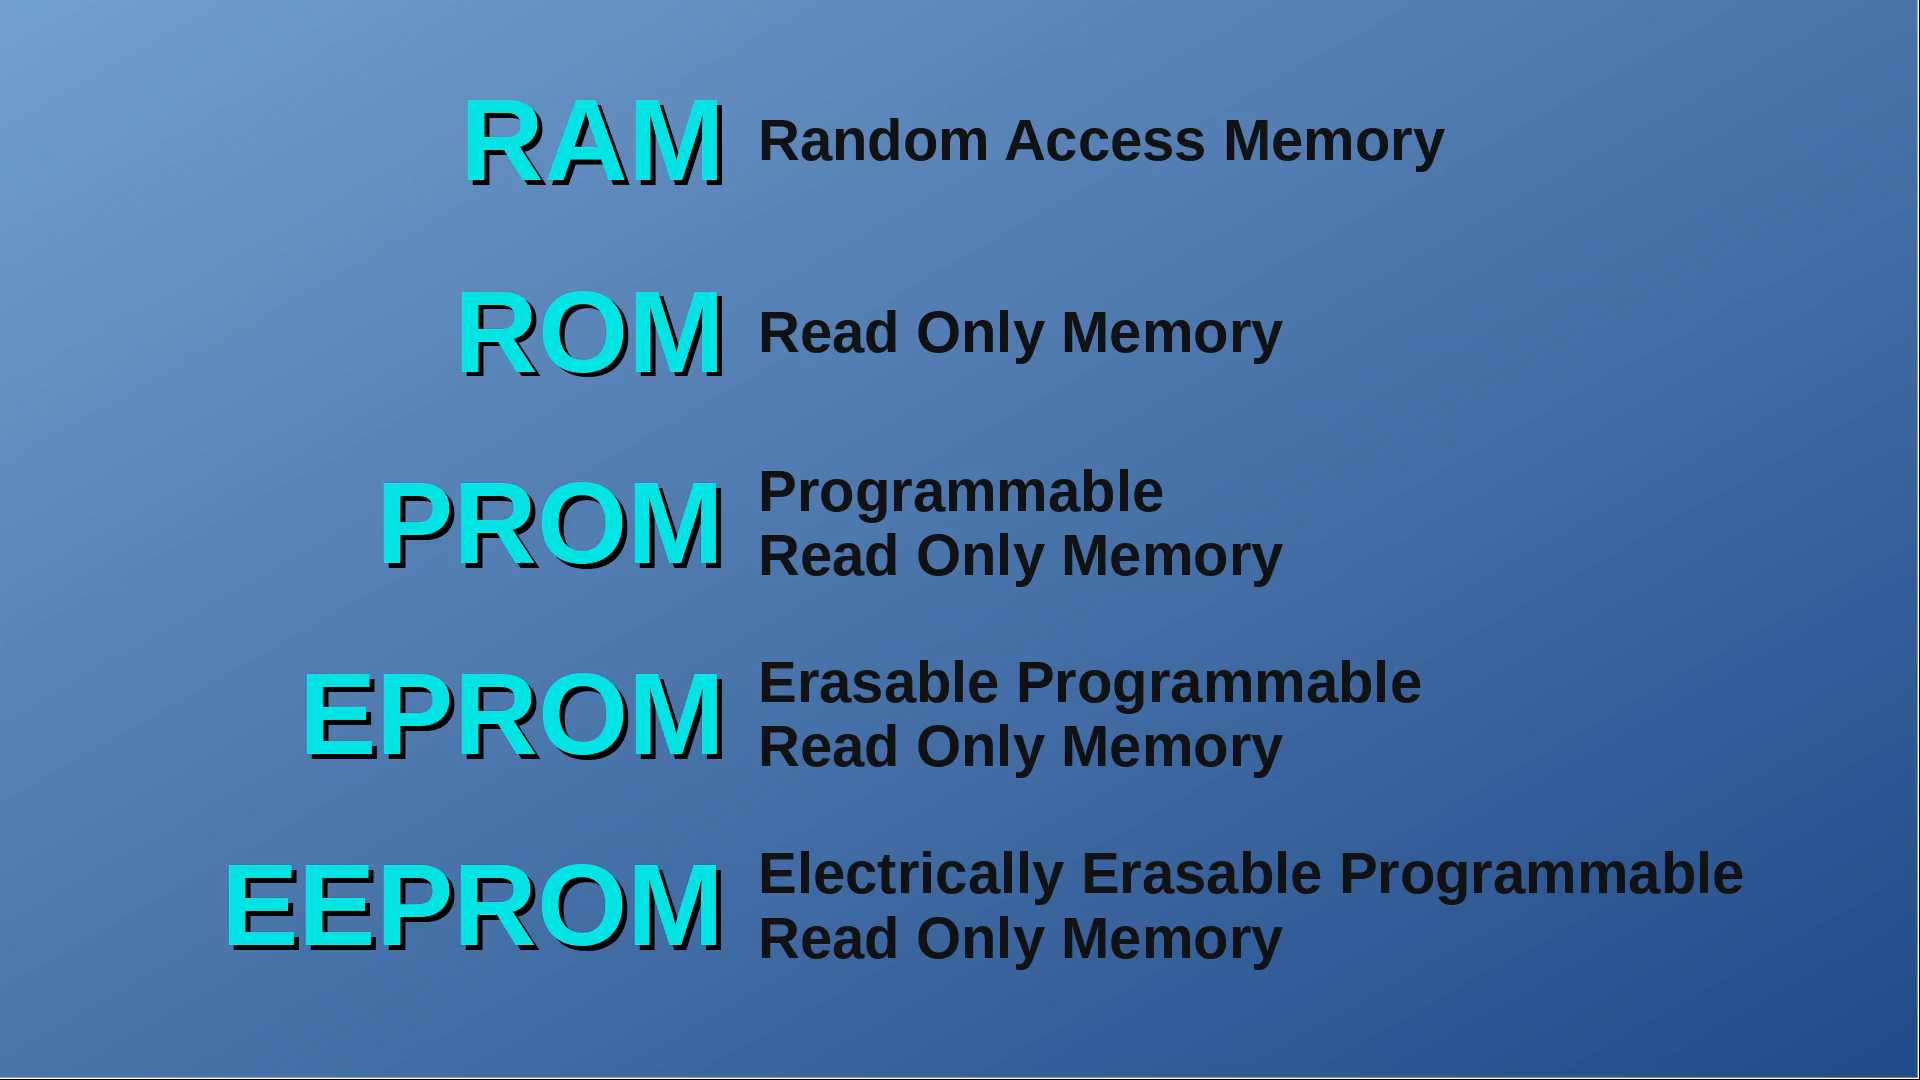 RAM Random Access Memory
ROM Read Only Memory
PROM Programmable
Read Only Memory
EPROM Erasable Programmable
Read Only Memory
EEPROM Electrically Erasable Programmable
Read Only Memory